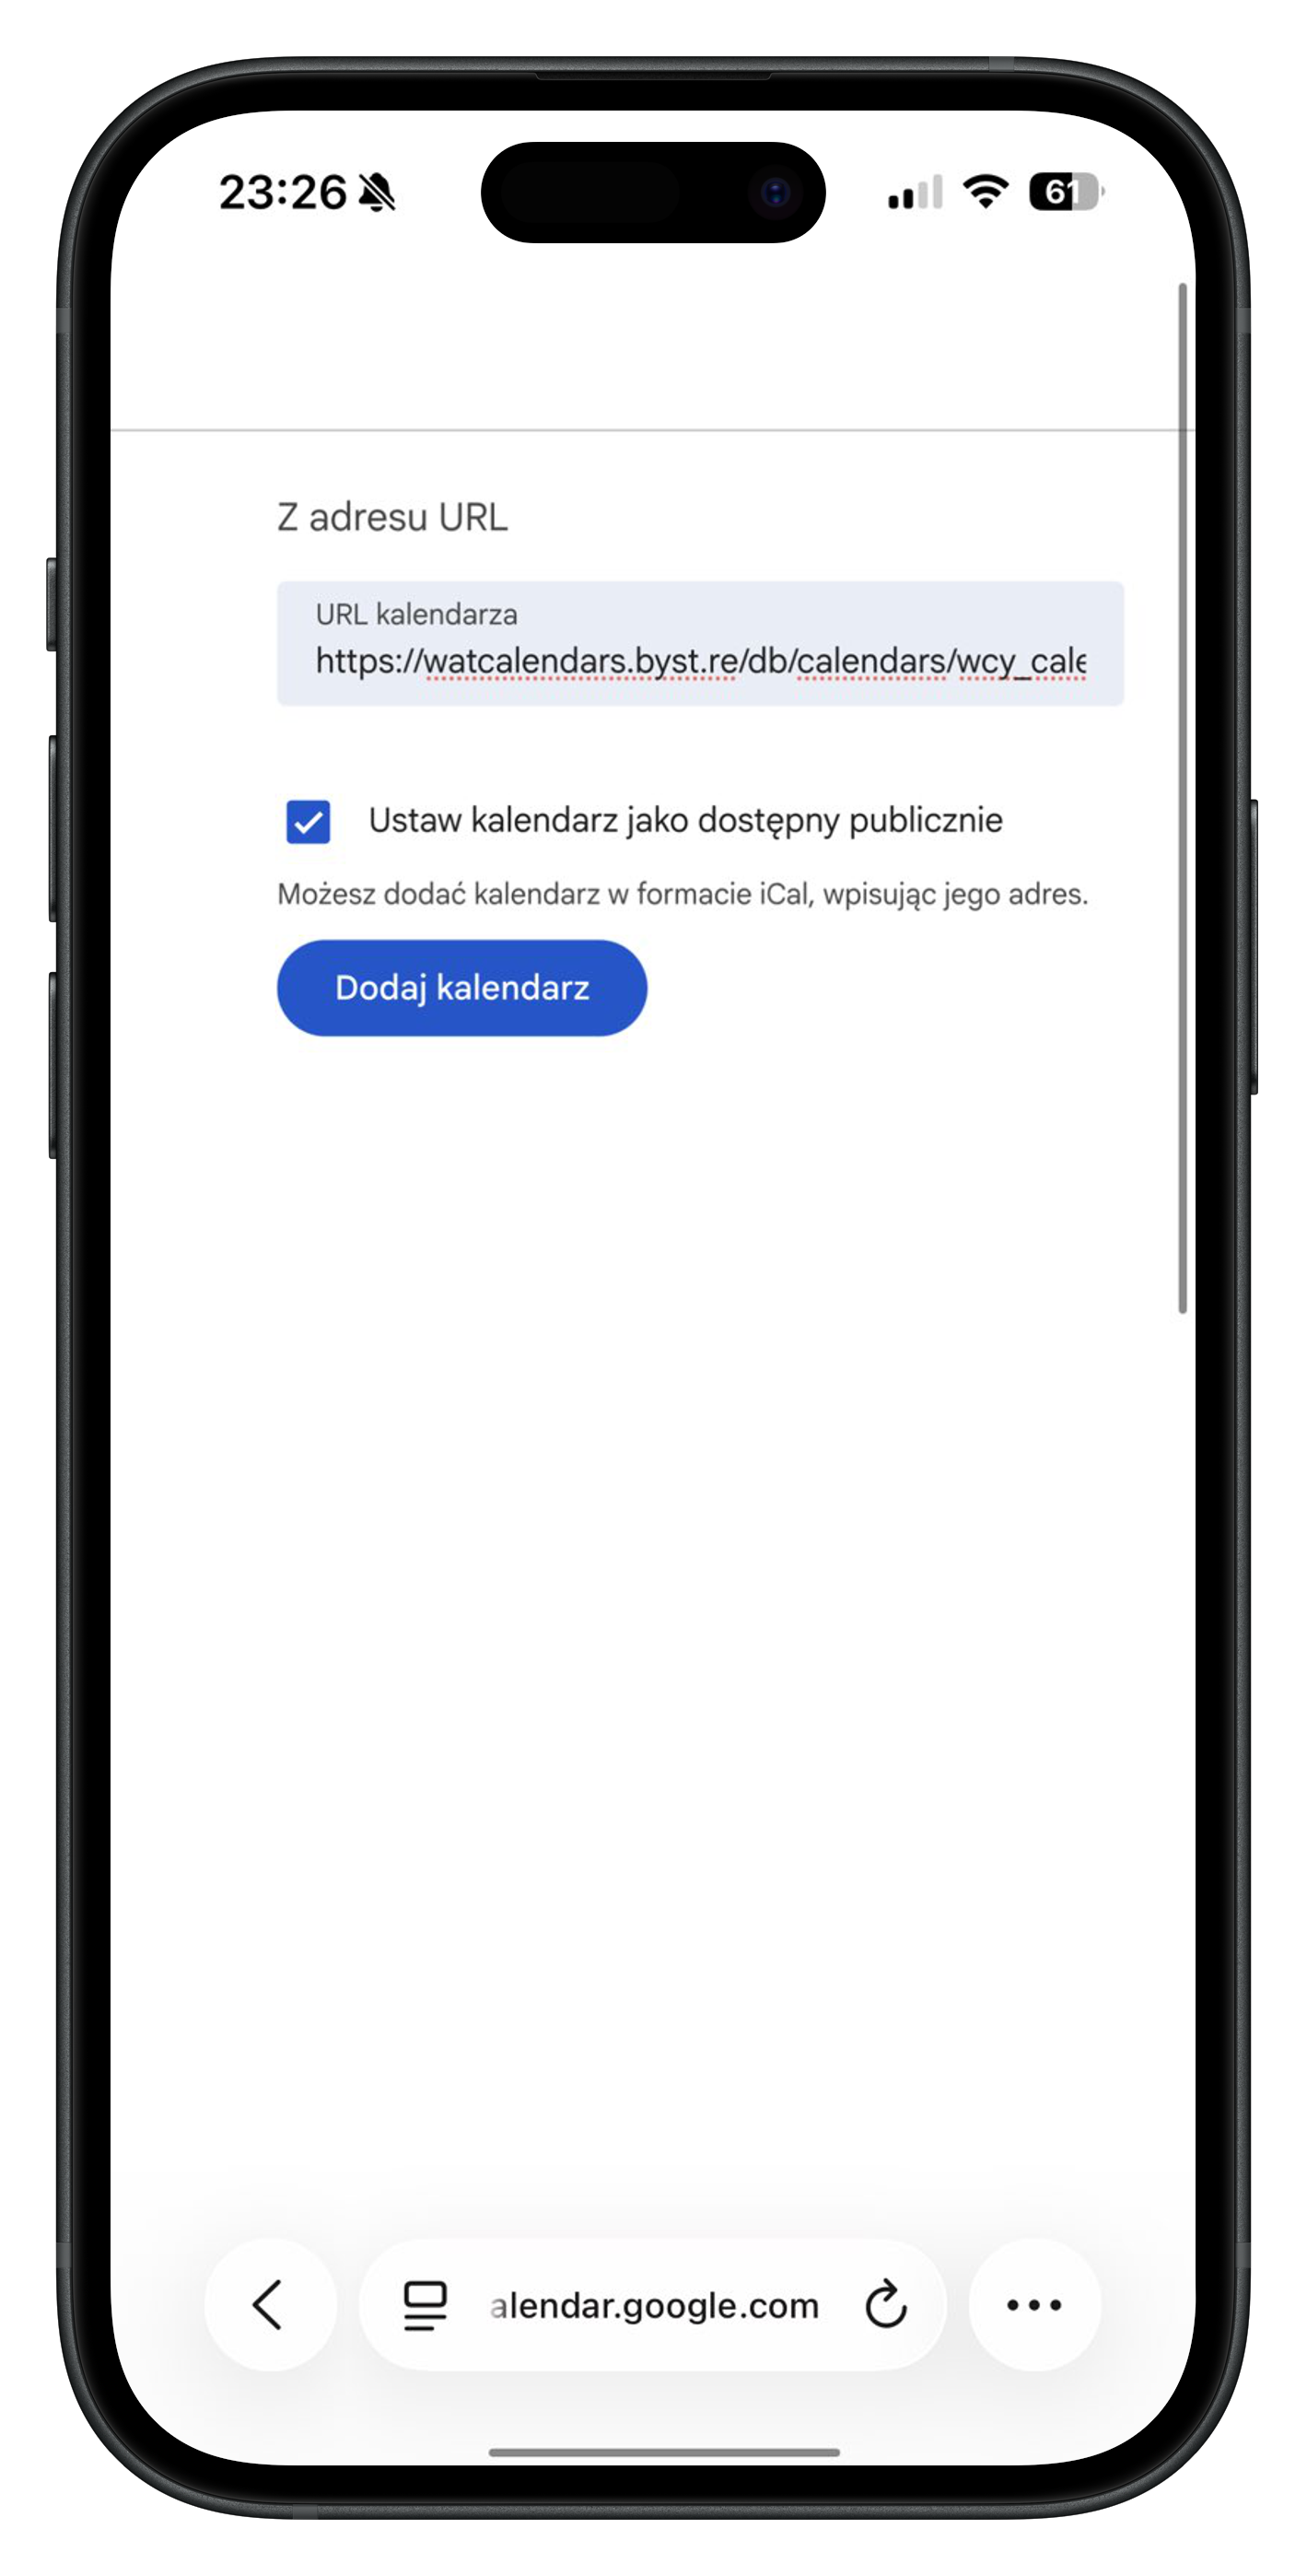 23:26
61
Z adresu URL
URL kalendarza
https://watcalendars.byst.re/db/calendars/wcy_cale
Ustaw kalendarz jako dostępny publicznie
Możesz dodać kalendarz w formacie iCal, wpisując jego adres.
Dodaj kalendarz
alendar.google.com